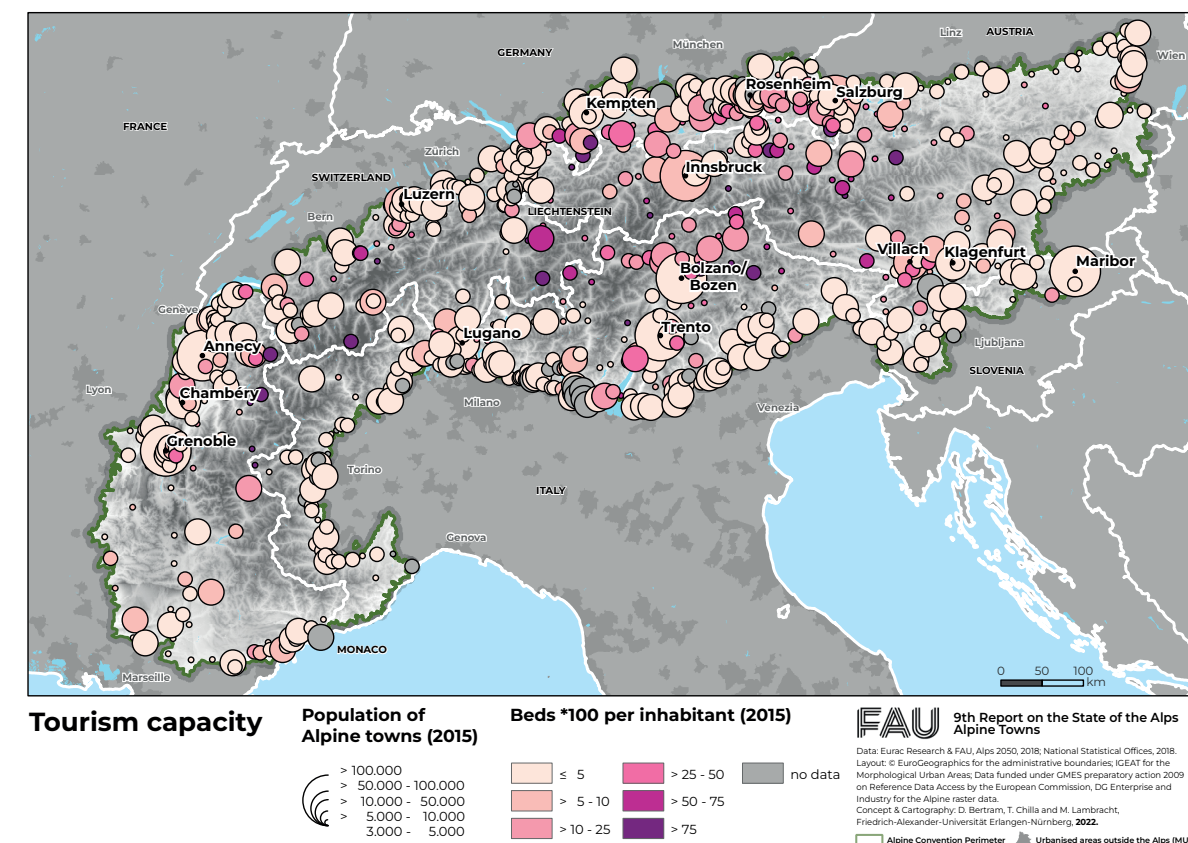 Linz
AUSTRIA
München
GERMANY
Wien
Rosenheim
Salzburg
Kempten
FRANCE
Zürich
Innsbruck
SWITZERLAND
Luzern
LIECHTENSTEIN
Bern
Villach
Klagenfurt
Maribor
Bolzano/
Bozen
Genève
Trento
Lugano
Annecy
Ljubljana
SLOVENIA
Lyon
Chambéry
Milano
Venezia
Grenoble
Torino
ITALY
Genova
MONACO
Marseille
0 50 100
km
Tourism capacity
Population of
Alpine towns (2015)
> 100.000
> 50.000 - 100.000
> 10.000 - 50.000
> 5.000 - 10.000
3.000 - 5.000
Beds *100 per inhabitant (2015)
≤ 5
> 5 - 10
> 10 - 25
> 25 - 50
> 50 - 75
> 75
no data
FAU
9th Report on the State of the Alps
Alpine Towns
Data: Eurac Research & FAU, Alps 2050, 2018; National Statistical Offices, 2018.
Layout: © EuroGeographics for the administrative boundaries; IGEAT for the
Morphological Urban Areas; Data funded under GMES preparatory action 2009
on Reference Data Access by the European Commission, DG Enterprise and
Industry for the Alpine raster data.
Concept & Cartography: D. Bertram, T. Chilla and M. Lambracht,
Friedrich-Alexander-Universität Erlangen-Nürnberg, 2022.
Alpine Convention Perimeter
Urbanised areas outside the Alps (MU